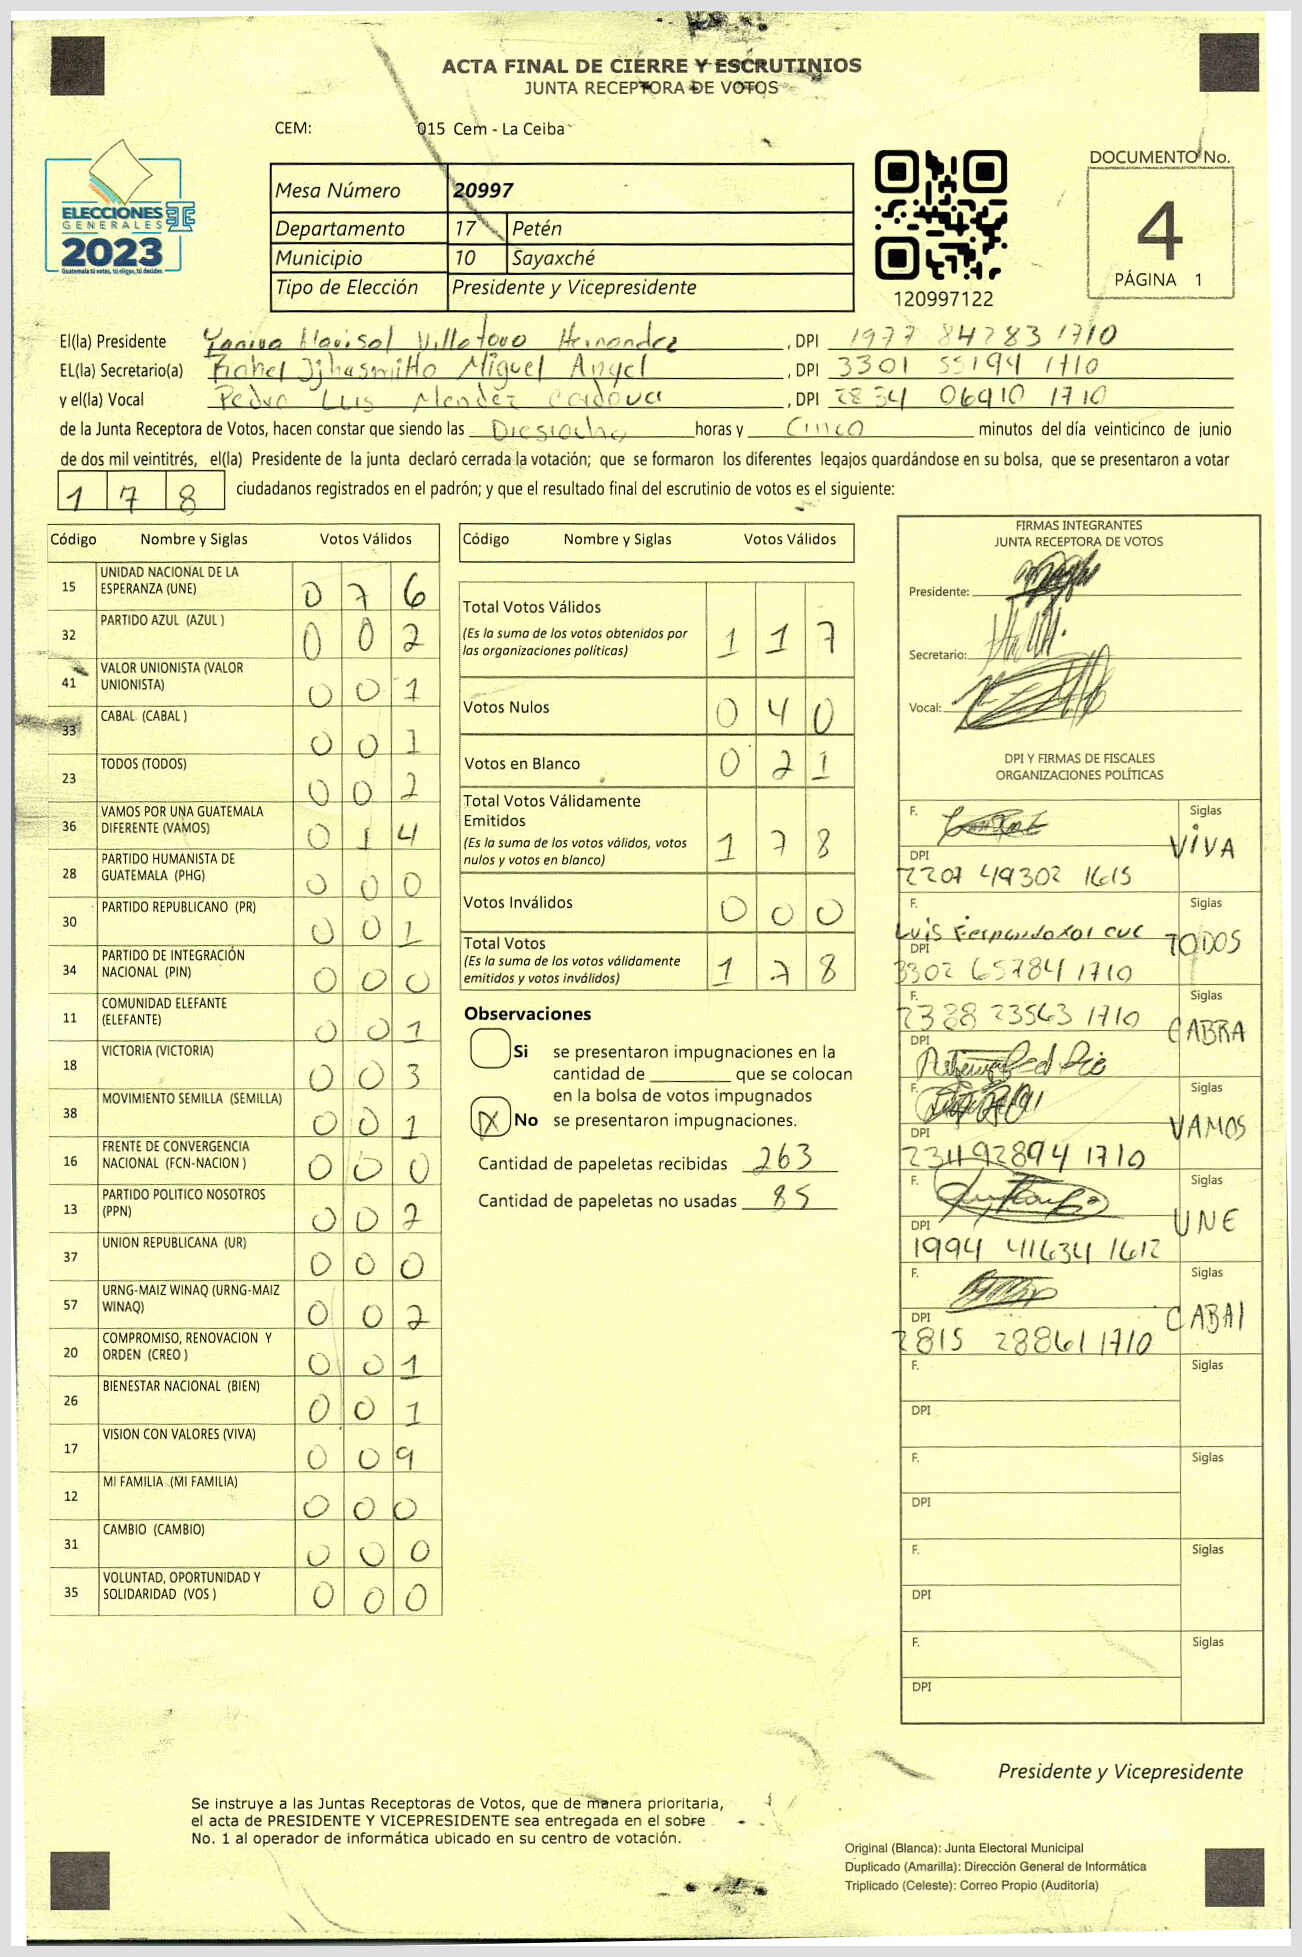 ACTA FINAL DE CIERRE Y ESCRUTINIOS
JUNTA RECEPTORA DE VOTOS
CEM: 015 Cem - La Ceiba
ELECCIONES
GENERALES
2023
Guatemala tú votas, tú eliges, tú decides
Mesa Número 20997
Departamento 17 Petén
Municipio 10 Sayaxché
Tipo de Elección Presidente y Vicepresidente
120997122
DOCUMENTO No.
4
PÁGINA 1
El(la) Presidente Marisol Hernandez , DPI 1977 84783 1710
EL(la) Secretario(a) Miguel Angel , DPI 3301 55194 1710
y el(la) Vocal Pedro Luis Mendez Cordova , DPI 2834 06910 1710
de la Junta Receptora de Votos, hacen constar que siendo las Diesiocho horas y Cinco minutos del día veinticinco de junio
de dos mil veintitrés, el(la) Presidente de la junta declaró cerrada la votación; que se formaron los diferentes legajos guardándose en su bolsa, que se presentaron a votar
1 7 8 ciudadanos registrados en el padrón; y que el resultado final del escrutinio de votos es el siguiente:
Código Nombre y Siglas Votos Válidos
15 UNIDAD NACIONAL DE LA ESPERANZA (UNE) 0 7 6
32 PARTIDO AZUL (AZUL ) 0 0 2
41 VALOR UNIONISTA (VALOR UNIONISTA) 0 0 1
33 CABAL (CABAL ) 0 0 1
23 TODOS (TODOS) 0 0 2
36 VAMOS POR UNA GUATEMALA DIFERENTE (VAMOS) 0 1 4
28 PARTIDO HUMANISTA DE GUATEMALA (PHG) 0 0 0
30 PARTIDO REPUBLICANO (PR) 0 0 1
34 PARTIDO DE INTEGRACIÓN NACIONAL (PIN) 0 0 0
11 COMUNIDAD ELEFANTE (ELEFANTE) 0 0 1
18 VICTORIA (VICTORIA) 0 0 3
38 MOVIMIENTO SEMILLA (SEMILLA) 0 0 1
16 FRENTE DE CONVERGENCIA NACIONAL (FCN-NACION ) 0 0 0
13 PARTIDO POLITICO NOSOTROS (PPN) 0 0 2
37 UNION REPUBLICANA (UR) 0 0 0
57 URNG-MAIZ WINAQ (URNG-MAIZ WINAQ) 0 0 2
20 COMPROMISO, RENOVACION Y ORDEN (CREO ) 0 0 1
26 BIENESTAR NACIONAL (BIEN) 0 0 1
17 VISION CON VALORES (VIVA) 0 0 9
12 MI FAMILIA (MI FAMILIA) 0 0 0
31 CAMBIO (CAMBIO) 0 0 0
35 VOLUNTAD, OPORTUNIDAD Y SOLIDARIDAD (VOS ) 0 0 0
Código Nombre y Siglas Votos Válidos
Total Votos Válidos 1 1 7
(Es la suma de los votos obtenidos por
las organizaciones políticas)
Votos Nulos 0 4 0
Votos en Blanco 0 2 1
Total Votos Válidamente
Emitidos 1 7 8
(Es la suma de los votos válidos, votos
nulos y votos en blanco)
Votos Inválidos 0 0 0
Total Votos
(Es la suma de los votos válidamente
emitidos y votos inválidos) 1 7 8
Observaciones
Si se presentaron impugnaciones en la
cantidad de ________ que se colocan
en la bolsa de votos impugnados
X No se presentaron impugnaciones.
Cantidad de papeletas recibidas 263
Cantidad de papeletas no usadas 85
FIRMAS INTEGRANTES
JUNTA RECEPTORA DE VOTOS
Presidente:
Secretario:
Vocal:
DPI Y FIRMAS DE FISCALES
ORGANIZACIONES POLÍTICAS
F. Siglas
VIVA
DPI
2207 49302 1615
F. Siglas
Luis Fernando
TODOS
DPI
3302 65784 1710
F. Siglas
2388 23563 1710
CABRA
DPI
F. Siglas
VAMOS
DPI
2311928941710
F. Siglas
UNE
DPI
1994 41634 1612
F. Siglas
CABAl
DPI
2815 28861 1710
F. Siglas
DPI
F. Siglas
DPI
F. Siglas
DPI
F. Siglas
DPI
Presidente y Vicepresidente
Se instruye a las Juntas Receptoras de Votos, que de manera prioritaria,
el acta de PRESIDENTE Y VICEPRESIDENTE sea entregada en el sobre
No. 1 al operador de informática ubicado en su centro de votación.
Original (Blanca): Junta Electoral Municipal
Duplicado (Amarilla): Dirección General de Informática
Triplicado (Celeste): Correo Propio (Auditoría)